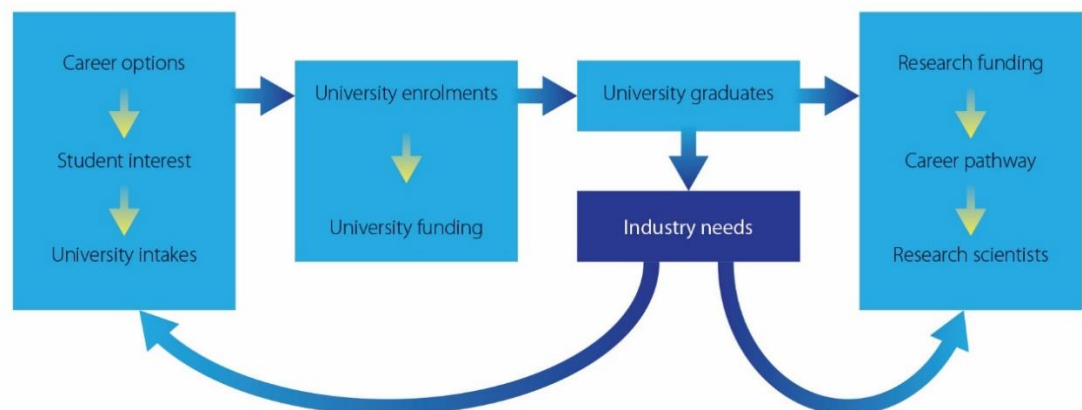 Career options
Student interest
University intakes
University enrolments
University funding
University graduates
Industry needs
Research funding
Career pathway
Research scientists